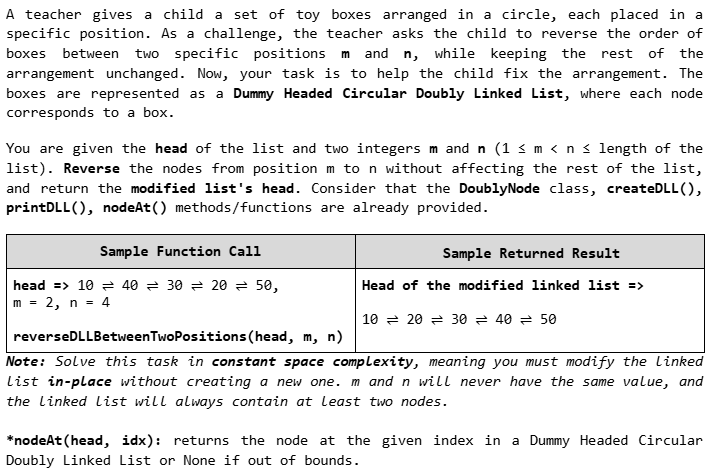 A teacher gives a child a set of toy boxes arranged in a circle, each placed in a
specific position. As a challenge, the teacher asks the child to reverse the order of
boxes between two specific positions m and n, while keeping the rest of the
arrangement unchanged. Now, your task is to help the child fix the arrangement. The
boxes are represented as a Dummy Headed Circular Doubly Linked List, where each node
corresponds to a box.
You are given the head of the list and two integers m and n (1 ≤ m < n ≤ length of the
list). Reverse the nodes from position m to n without affecting the rest of the list,
and return the modified list's head. Consider that the DoublyNode class, createDLL(),
printDLL(), nodeAt() methods/functions are already provided.
Sample Function Call
Sample Returned Result
head => 10 ⇌ 40 ⇌ 30 ⇌ 20 ⇌ 50,
m = 2, n = 4
reverseDLLBetweenTwoPositions(head, m, n)
Head of the modified linked list =>
10 ⇌ 20 ⇌ 30 ⇌ 40 ⇌ 50
Note: Solve this task in constant space complexity, meaning you must modify the linked
list in-place without creating a new one. m and n will never have the same value, and
the linked list will always contain at least two nodes.
*nodeAt(head, idx): returns the node at the given index in a Dummy Headed Circular
Doubly Linked List or None if out of bounds.